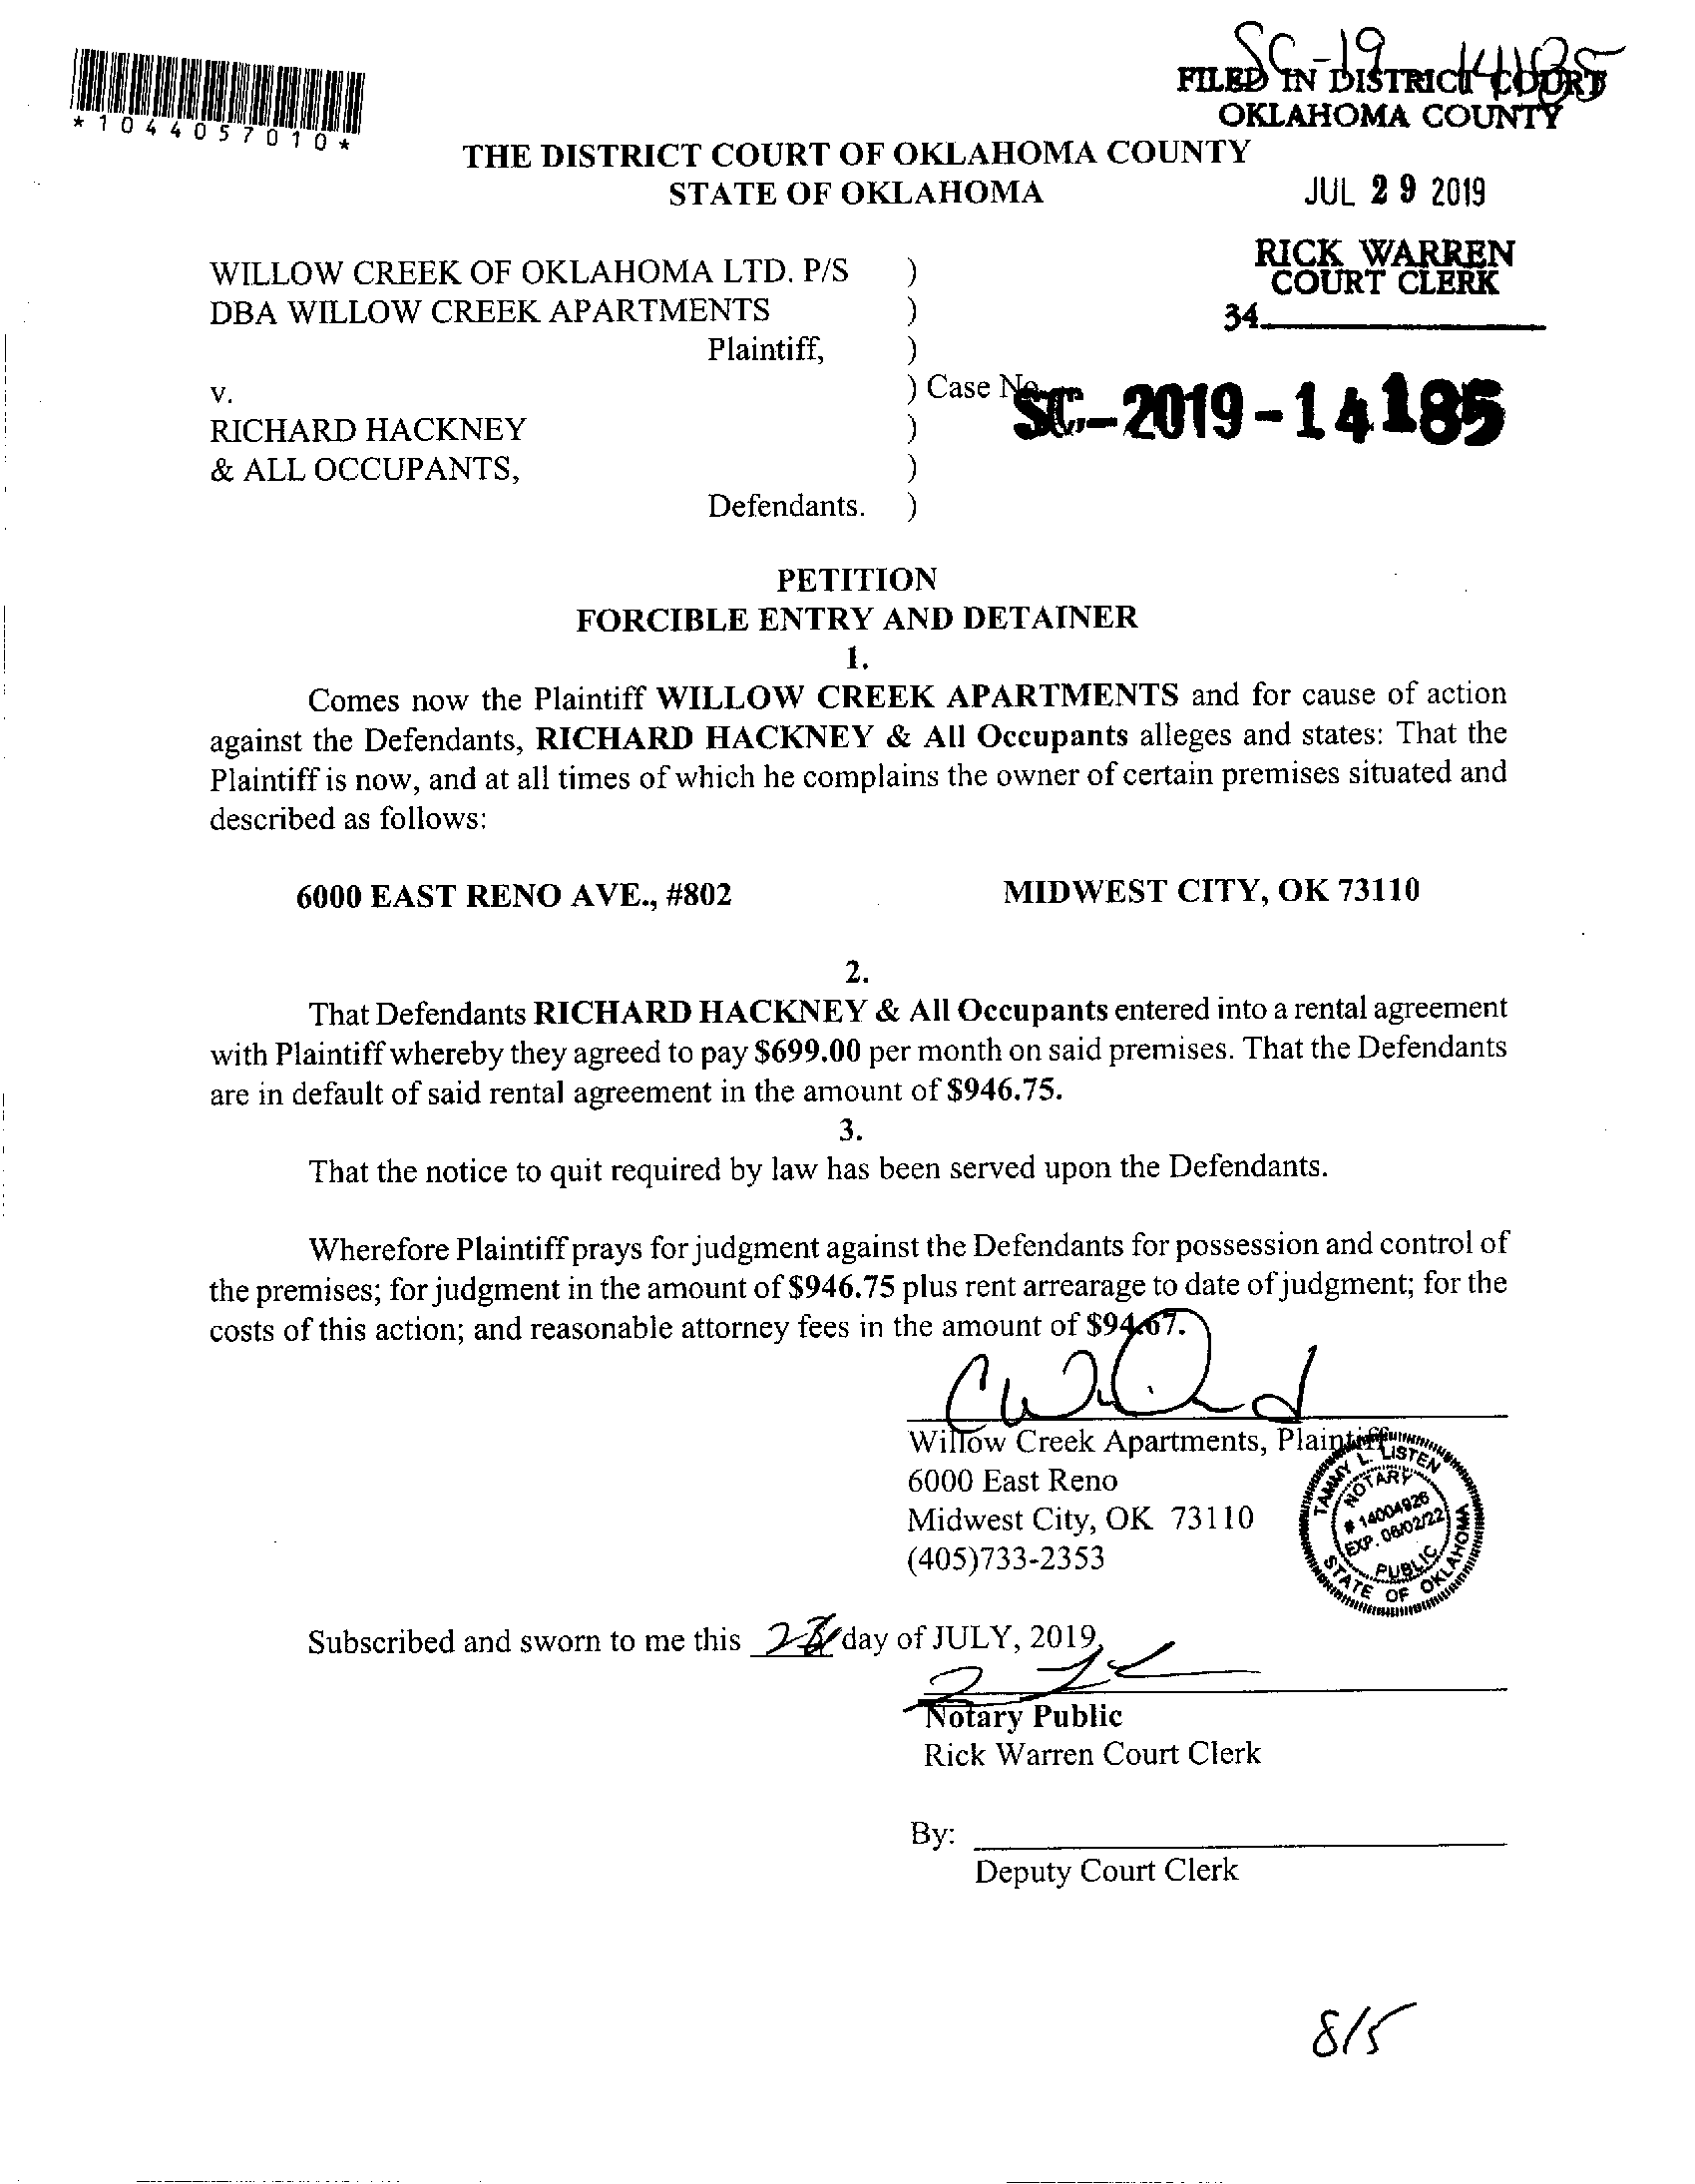 SC-19 14185
FILED IN DISTRICT COURT
OKLAHOMA COUNTY
*1044057010*
THE DISTRICT COURT OF OKLAHOMA COUNTY
STATE OF OKLAHOMA
JUL 29 2019
RICK WARREN
COURT CLERK
34
WILLOW CREEK OF OKLAHOMA LTD. P/S )
DBA WILLOW CREEK APARTMENTS )
Plaintiff, )
v. ) Case No. SC-2019-14185
RICHARD HACKNEY )
& ALL OCCUPANTS, )
Defendants. )
PETITION
FORCIBLE ENTRY AND DETAINER
1.
Comes now the Plaintiff WILLOW CREEK APARTMENTS and for cause of action
against the Defendants, RICHARD HACKNEY & All Occupants alleges and states: That the
Plaintiff is now, and at all times of which he complains the owner of certain premises situated and
described as follows:
6000 EAST RENO AVE., #802 MIDWEST CITY, OK 73110
2.
That Defendants RICHARD HACKNEY & All Occupants entered into a rental agreement
with Plaintiff whereby they agreed to pay $699.00 per month on said premises. That the Defendants
are in default of said rental agreement in the amount of $946.75.
3.
That the notice to quit required by law has been served upon the Defendants.
Wherefore Plaintiff prays for judgment against the Defendants for possession and control of
the premises; for judgment in the amount of $946.75 plus rent arrearage to date of judgment; for the
costs of this action; and reasonable attorney fees in the amount of $94.67.
Willow Creek Apartments, Plaintiff
6000 East Reno
Midwest City, OK 73110
(405)733-2353
TAMMY L. LISTEN
NOTARY
# 14004926
EXP. 06/02/22
PUBLIC
STATE OF OKLAHOMA
Subscribed and sworn to me this day of JULY, 2019,
Notary Public
Rick Warren Court Clerk
By:
Deputy Court Clerk
8/5